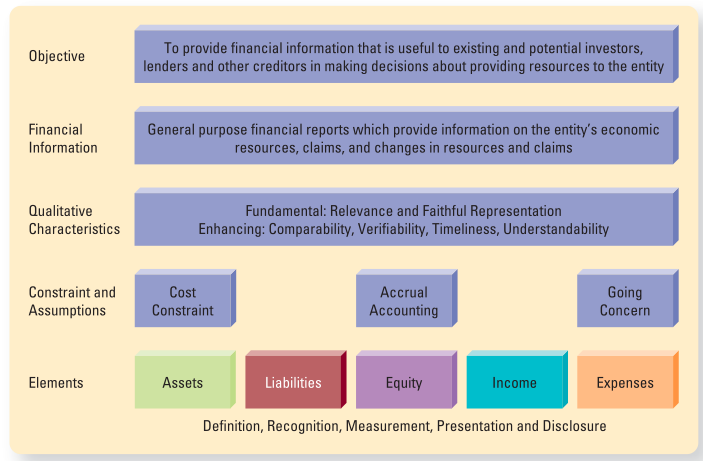 Objective
To provide financial information that is useful to existing and potential investors,
lenders and other creditors in making decisions about providing resources to the entity
Financial
Information
General purpose financial reports which provide information on the entity's economic
resources, claims, and changes in resources and claims
Qualitative
Characteristics
Fundamental: Relevance and Faithful Representation
Enhancing: Comparability, Verifiability, Timeliness, Understandability
Constraint and
Assumptions
Cost
Constraint
Accrual
Accounting
Going
Concern
Elements
Assets
Liabilities
Equity
Income
Expenses
Definition, Recognition, Measurement, Presentation and Disclosure